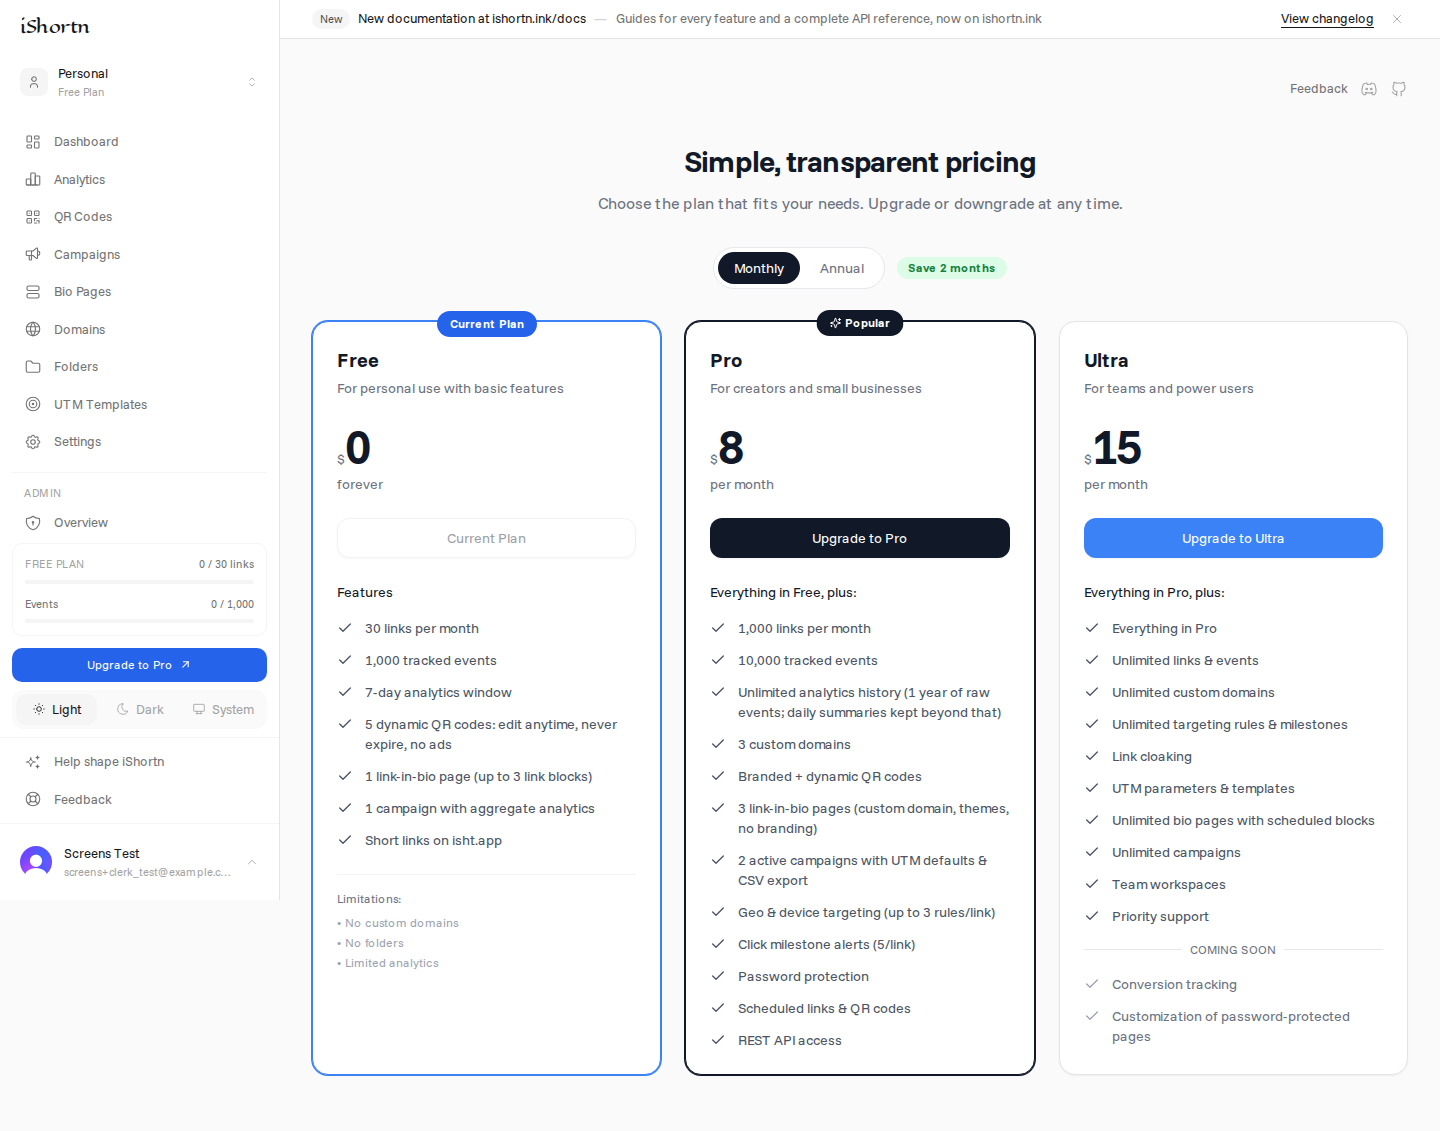 iShortn
Personal
Free Plan
Dashboard
Analytics
QR Codes
Campaigns
Bio Pages
Domains
Folders
UTM Templates
Settings
ADMIN
Overview
FREE PLAN 0 / 30 links
Events 0 / 1,000
Upgrade to Pro
Light Dark System
Help shape iShortn
Feedback
Screens Test
screens+clerk_test@example.c...
New New documentation at ishortn.ink/docs — Guides for every feature and a complete API reference, now on ishortn.ink View changelog
Feedback
Simple, transparent pricing
Choose the plan that fits your needs. Upgrade or downgrade at any time.
Monthly Annual Save 2 months
Current Plan
Free
For personal use with basic features
$0
forever
Current Plan
Features
30 links per month
1,000 tracked events
7-day analytics window
5 dynamic QR codes: edit anytime, never
expire, no ads
1 link-in-bio page (up to 3 link blocks)
1 campaign with aggregate analytics
Short links on isht.app
Limitations:
• No custom domains
• No folders
• Limited analytics
Popular
Pro
For creators and small businesses
$8
per month
Upgrade to Pro
Everything in Free, plus:
1,000 links per month
10,000 tracked events
Unlimited analytics history (1 year of raw
events; daily summaries kept beyond that)
3 custom domains
Branded + dynamic QR codes
3 link-in-bio pages (custom domain, themes,
no branding)
2 active campaigns with UTM defaults &
CSV export
Geo & device targeting (up to 3 rules/link)
Click milestone alerts (5/link)
Password protection
Scheduled links & QR codes
REST API access
Ultra
For teams and power users
$15
per month
Upgrade to Ultra
Everything in Pro, plus:
Everything in Pro
Unlimited links & events
Unlimited custom domains
Unlimited targeting rules & milestones
Link cloaking
UTM parameters & templates
Unlimited bio pages with scheduled blocks
Unlimited campaigns
Team workspaces
Priority support
COMING SOON
Conversion tracking
Customization of password-protected
pages